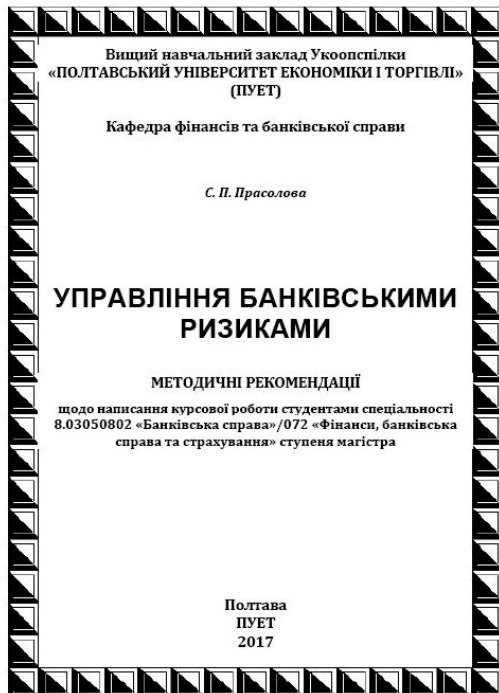 Вищий навчальний заклад Укоопспілки
«ПОЛТАВСЬКИЙ УНІВЕРСИТЕТ ЕКОНОМІКИ І ТОРГІВЛІ»
(ПУЕТ)
Кафедра фінансів та банківської справи
С. П. Прасолова
УПРАВЛІННЯ БАНКІВСЬКИМИ
РИЗИКАМИ
МЕТОДИЧНІ РЕКОМЕНДАЦІЇ
щодо написання курсової роботи студентами спеціальності
8.03050802 «Банківська справа»/072 «Фінанси, банківська
справа та страхування» ступеня магістра
Полтава
ПУЕТ
2017